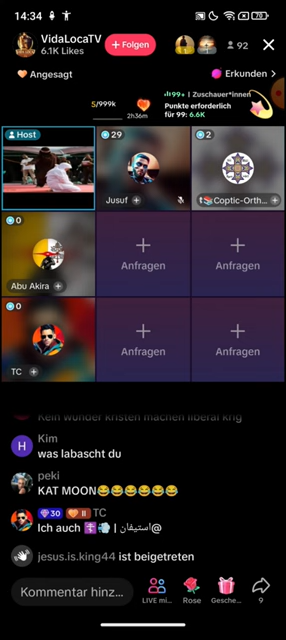 14:34
70
VidaLocaTV
6.1K Likes
+ Folgen
92
Angesagt
Erkunden >
5/999k
2h36m
99+ | Zuschauer*innen
Punkte erforderlich
für 99: 6.6K
Host
29
Jusuf
2
Coptic-Orth...
0
Abu Akira
Anfragen
Anfragen
0
TC
Anfragen
Anfragen
Kein wunder kristen machen liberal krig
H
Kim
was labascht du
peki
KAT MOON😂😂😂😂😂😂
30 II TC
Ich auch ☦️💨 | استيفان@
jesus.is.king44 ist beigetreten
Kommentar hinz...
LIVE mi...
Rose
Gesche...
9